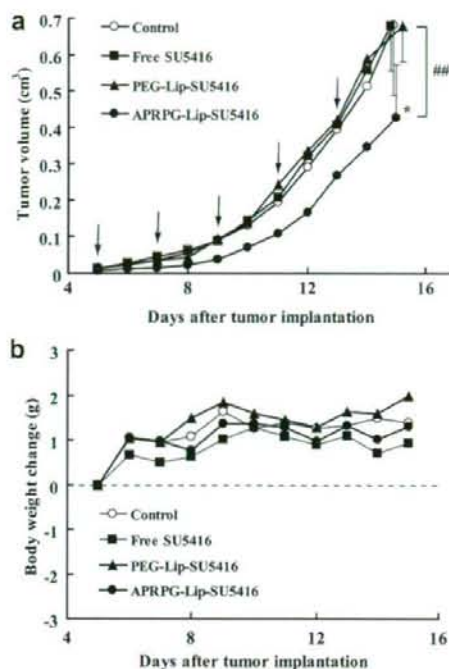 a
Control
Free SU5416
PEG-Lip-SU5416
APRPG-Lip-SU5416
Tumor volume (cm³)
0.7
0.6
0.5
0.4
0.3
0.2
0.1
0
##
*
4 8 12 16
Days after tumor implantation
b
Body weight change (g)
3
2
1
0
-1
-2
-3
Control
Free SU5416
PEG-Lip-SU5416
APRPG-Lip-SU5416
4 8 12 16
Days after tumor implantation